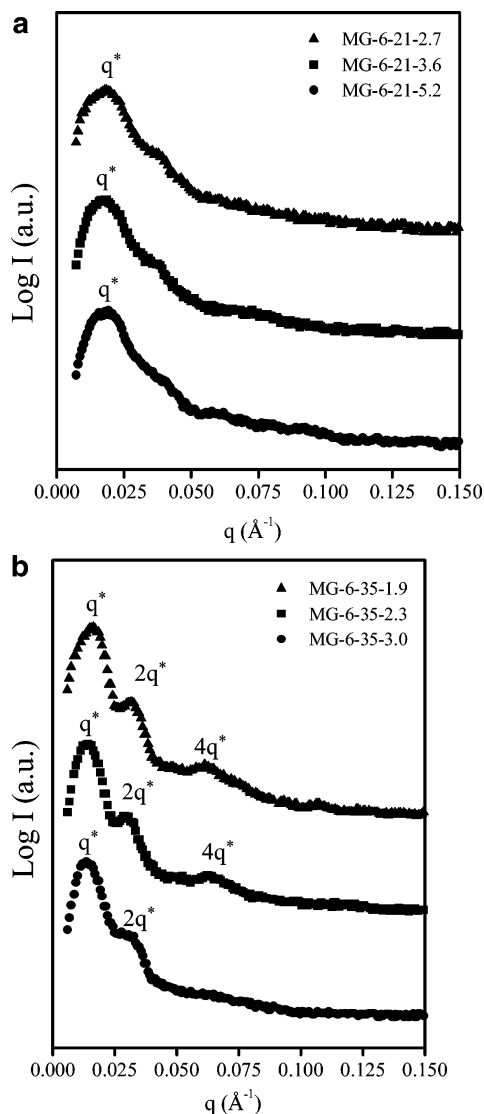 a
MG-6-21-2.7
MG-6-21-3.6
MG-6-21-5.2
q*
q*
q*
Log I (a.u.)
0.000 0.025 0.050 0.075 0.100 0.125 0.150
q (Å⁻¹)
b
MG-6-35-1.9
MG-6-35-2.3
MG-6-35-3.0
q*
2q*
4q*
q*
2q*
4q*
q*
2q*
Log I (a.u.)
0.000 0.025 0.050 0.075 0.100 0.125 0.150
q (Å⁻¹)